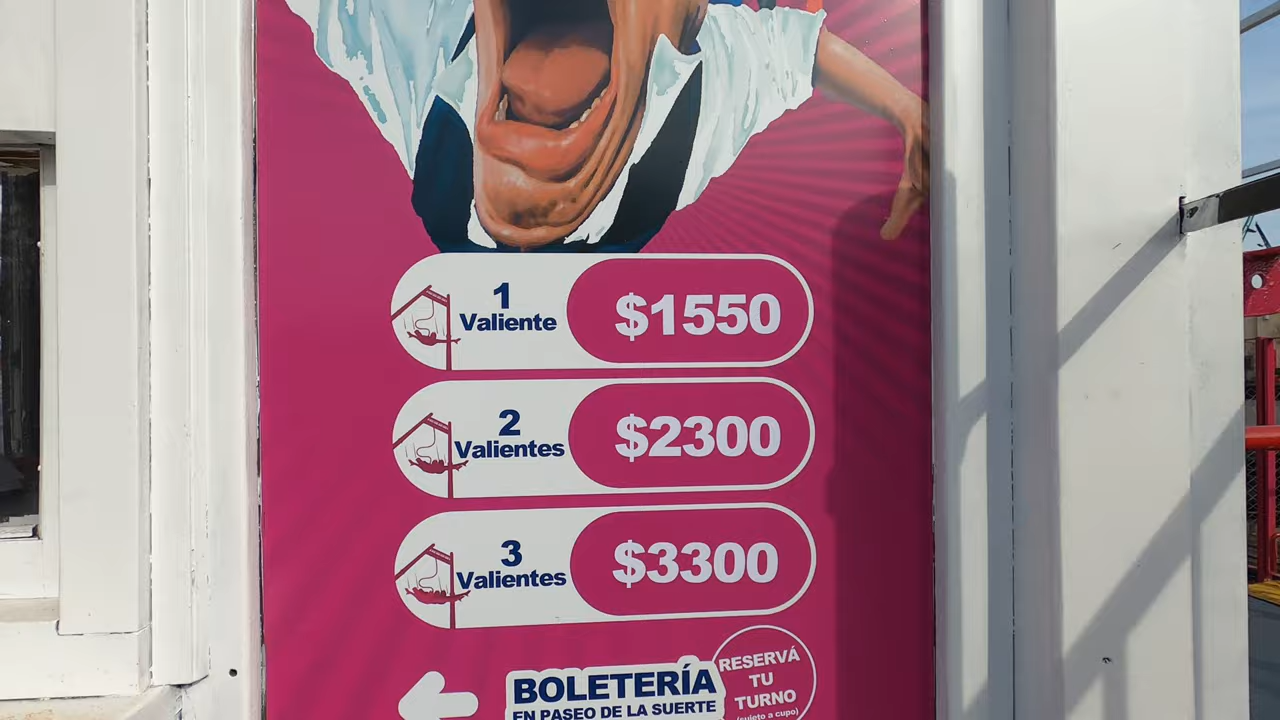 1
Valiente
$1550
2
Valientes
$2300
3
Valientes
$3300
BOLETERÍA
EN PASEO DE LA SUERTE
RESERVÁ
TU
TURNO
(sujeto a cupo)